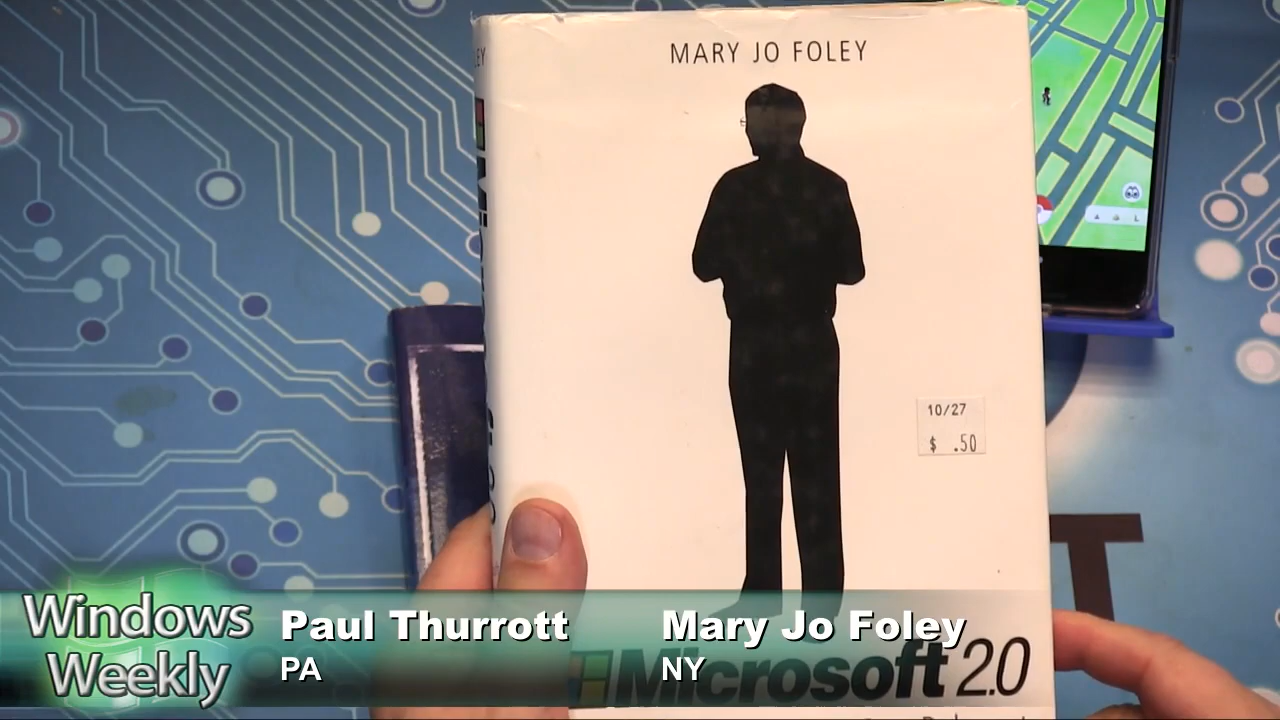 MARY JO FOLEY
10/27
$ .50
Windows
Weekly
Paul Thurrott
PA
Mary Jo Foley
NY
Microsoft 2.0